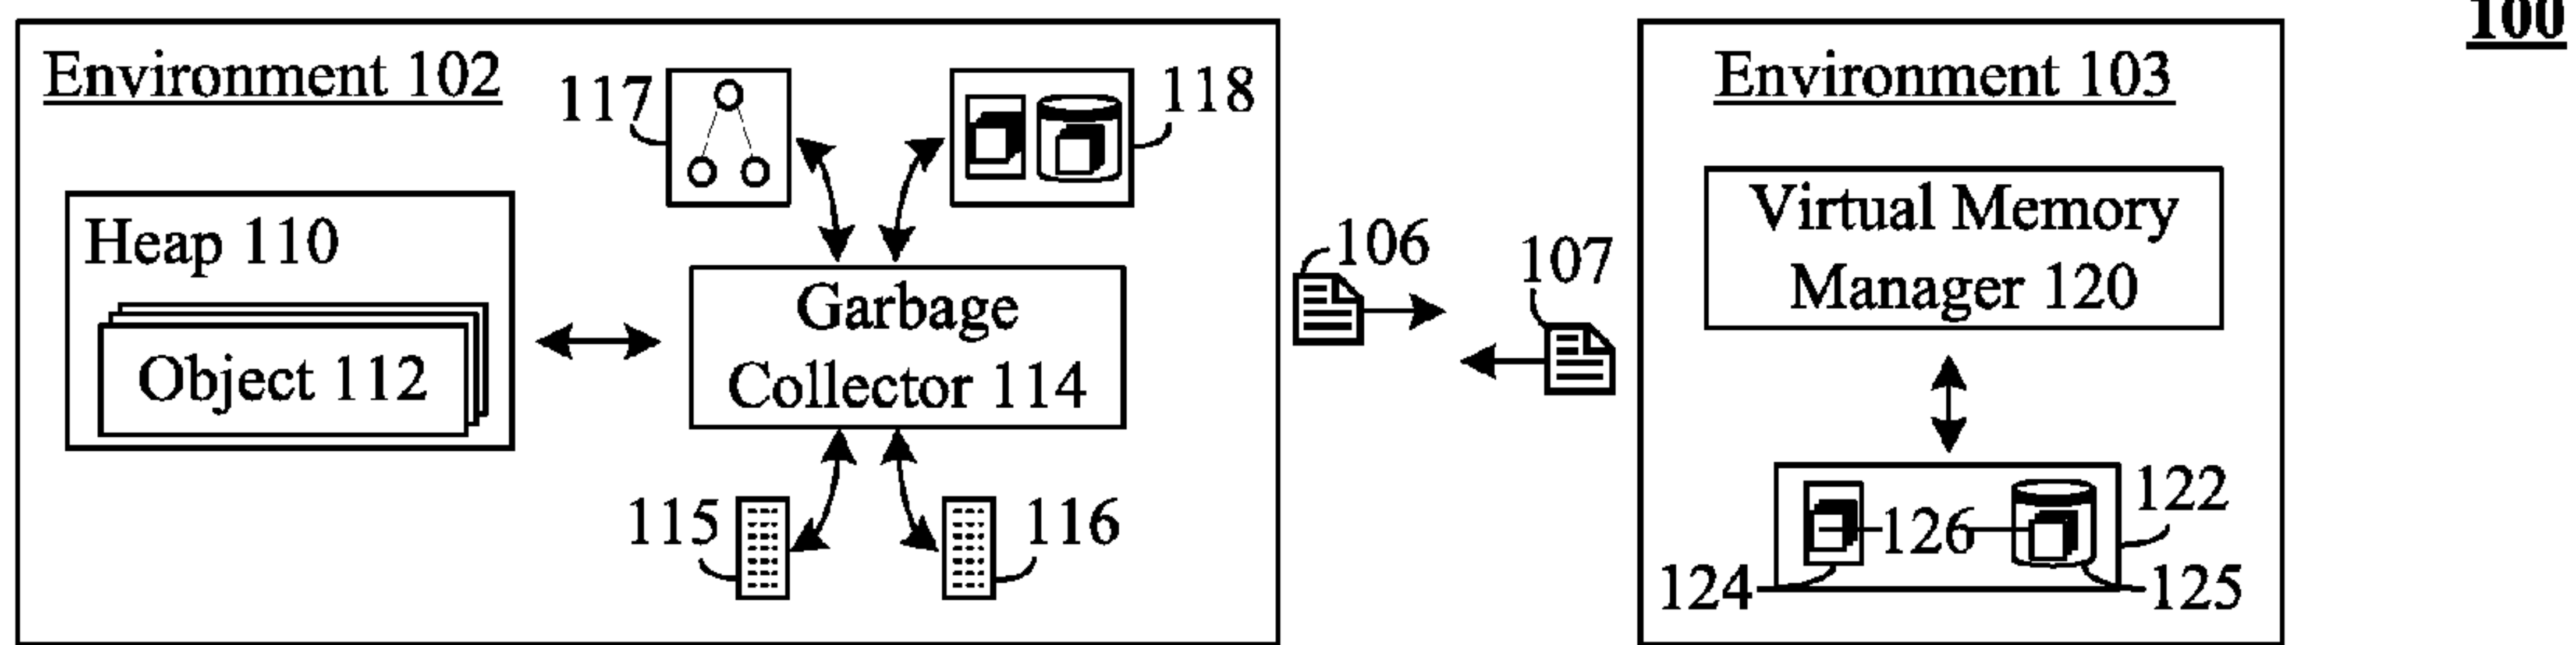 100
Environment 102
117
118
Environment 103
Heap 110
Object 112
Garbage
Collector 114
106
107
Virtual Memory
Manager 120
115
116
122
126
124
125